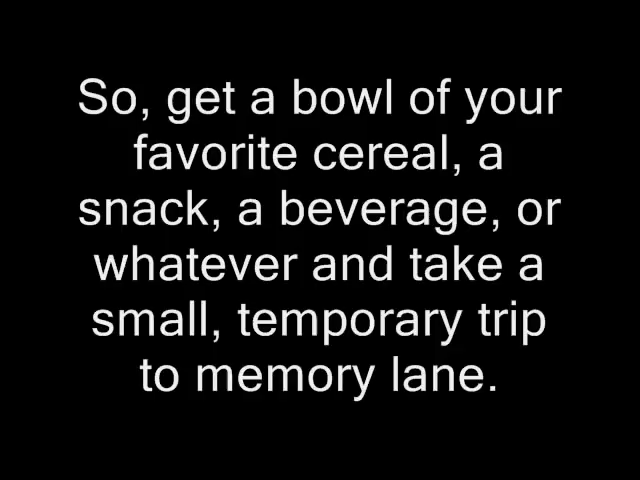 So, get a bowl of your
favorite cereal, a
snack, a beverage, or
whatever and take a
small, temporary trip
to memory lane.